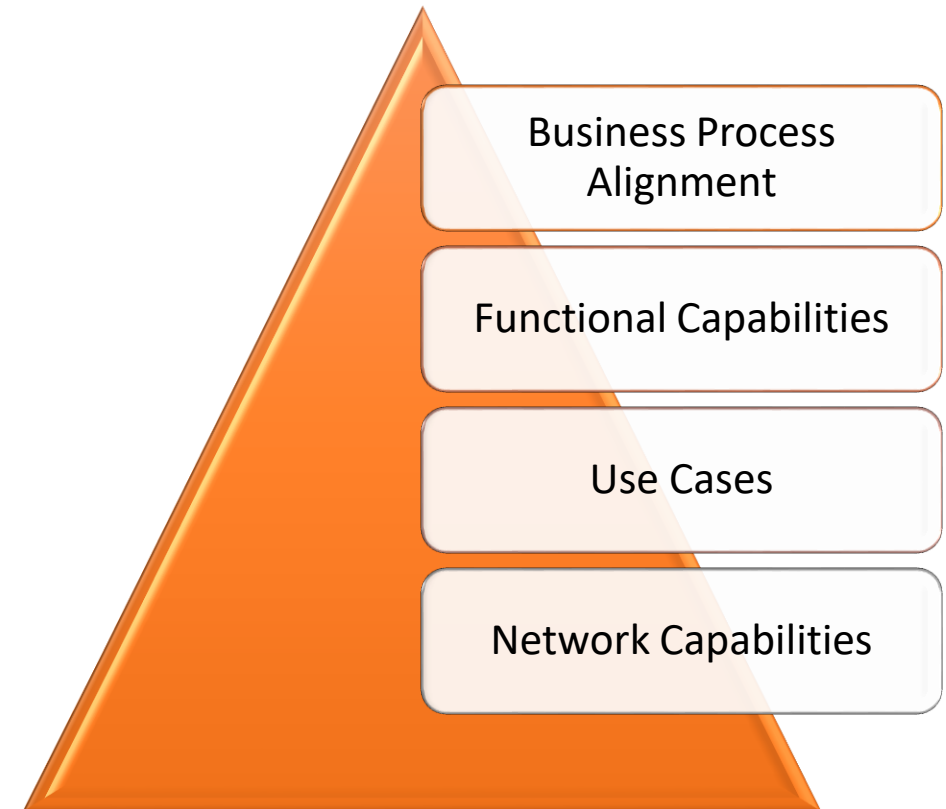 Business Process
Alignment
Functional Capabilities
Use Cases
Network Capabilities